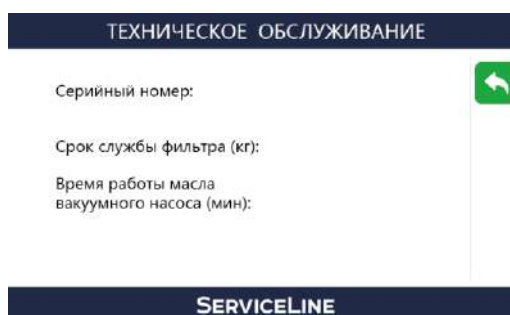 ТЕХНИЧЕСКОЕ ОБСЛУЖИВАНИЕ
Серийный номер:
Срок службы фильтра (кг):
Время работы масла
вакуумного насоса (мин):
SERVICELINE